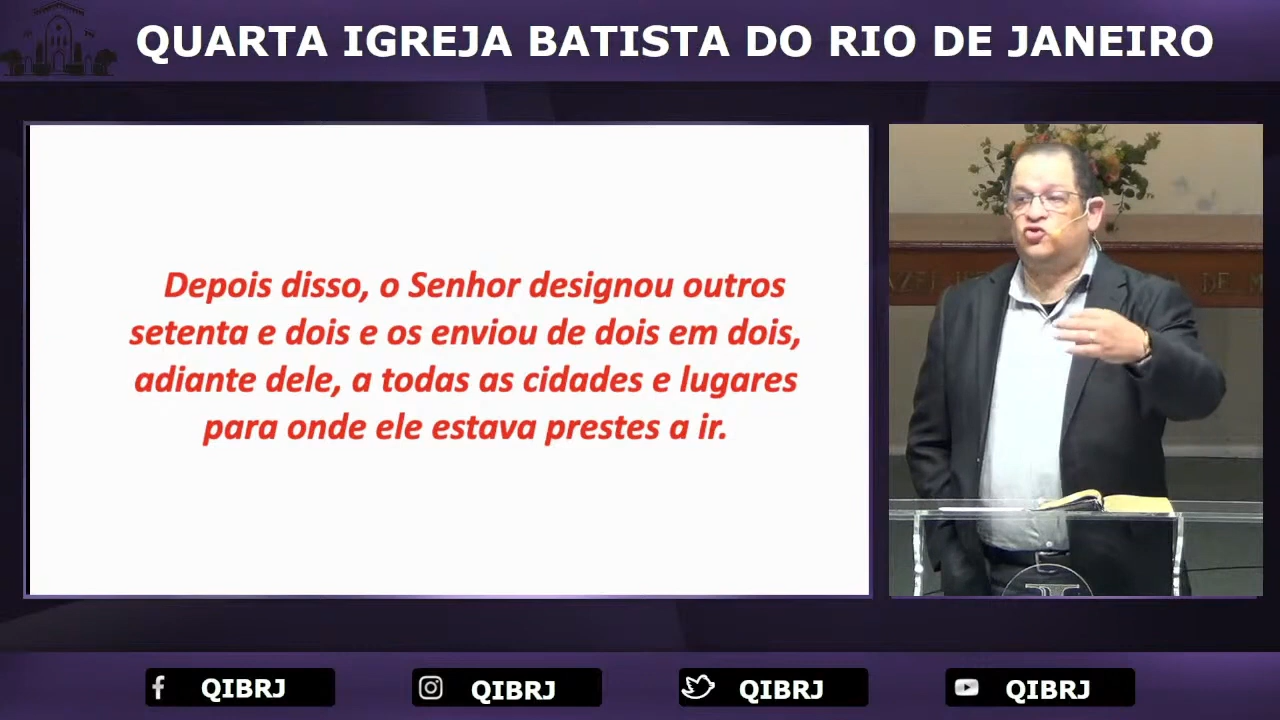 QUARTA IGREJA BATISTA DO RIO DE JANEIRO
Depois disso, o Senhor designou outros
setenta e dois e os enviou de dois em dois,
adiante dele, a todas as cidades e lugares
para onde ele estava prestes a ir.
DE
QIBRJ
QIBRJ
QIBRJ
QIBRJ